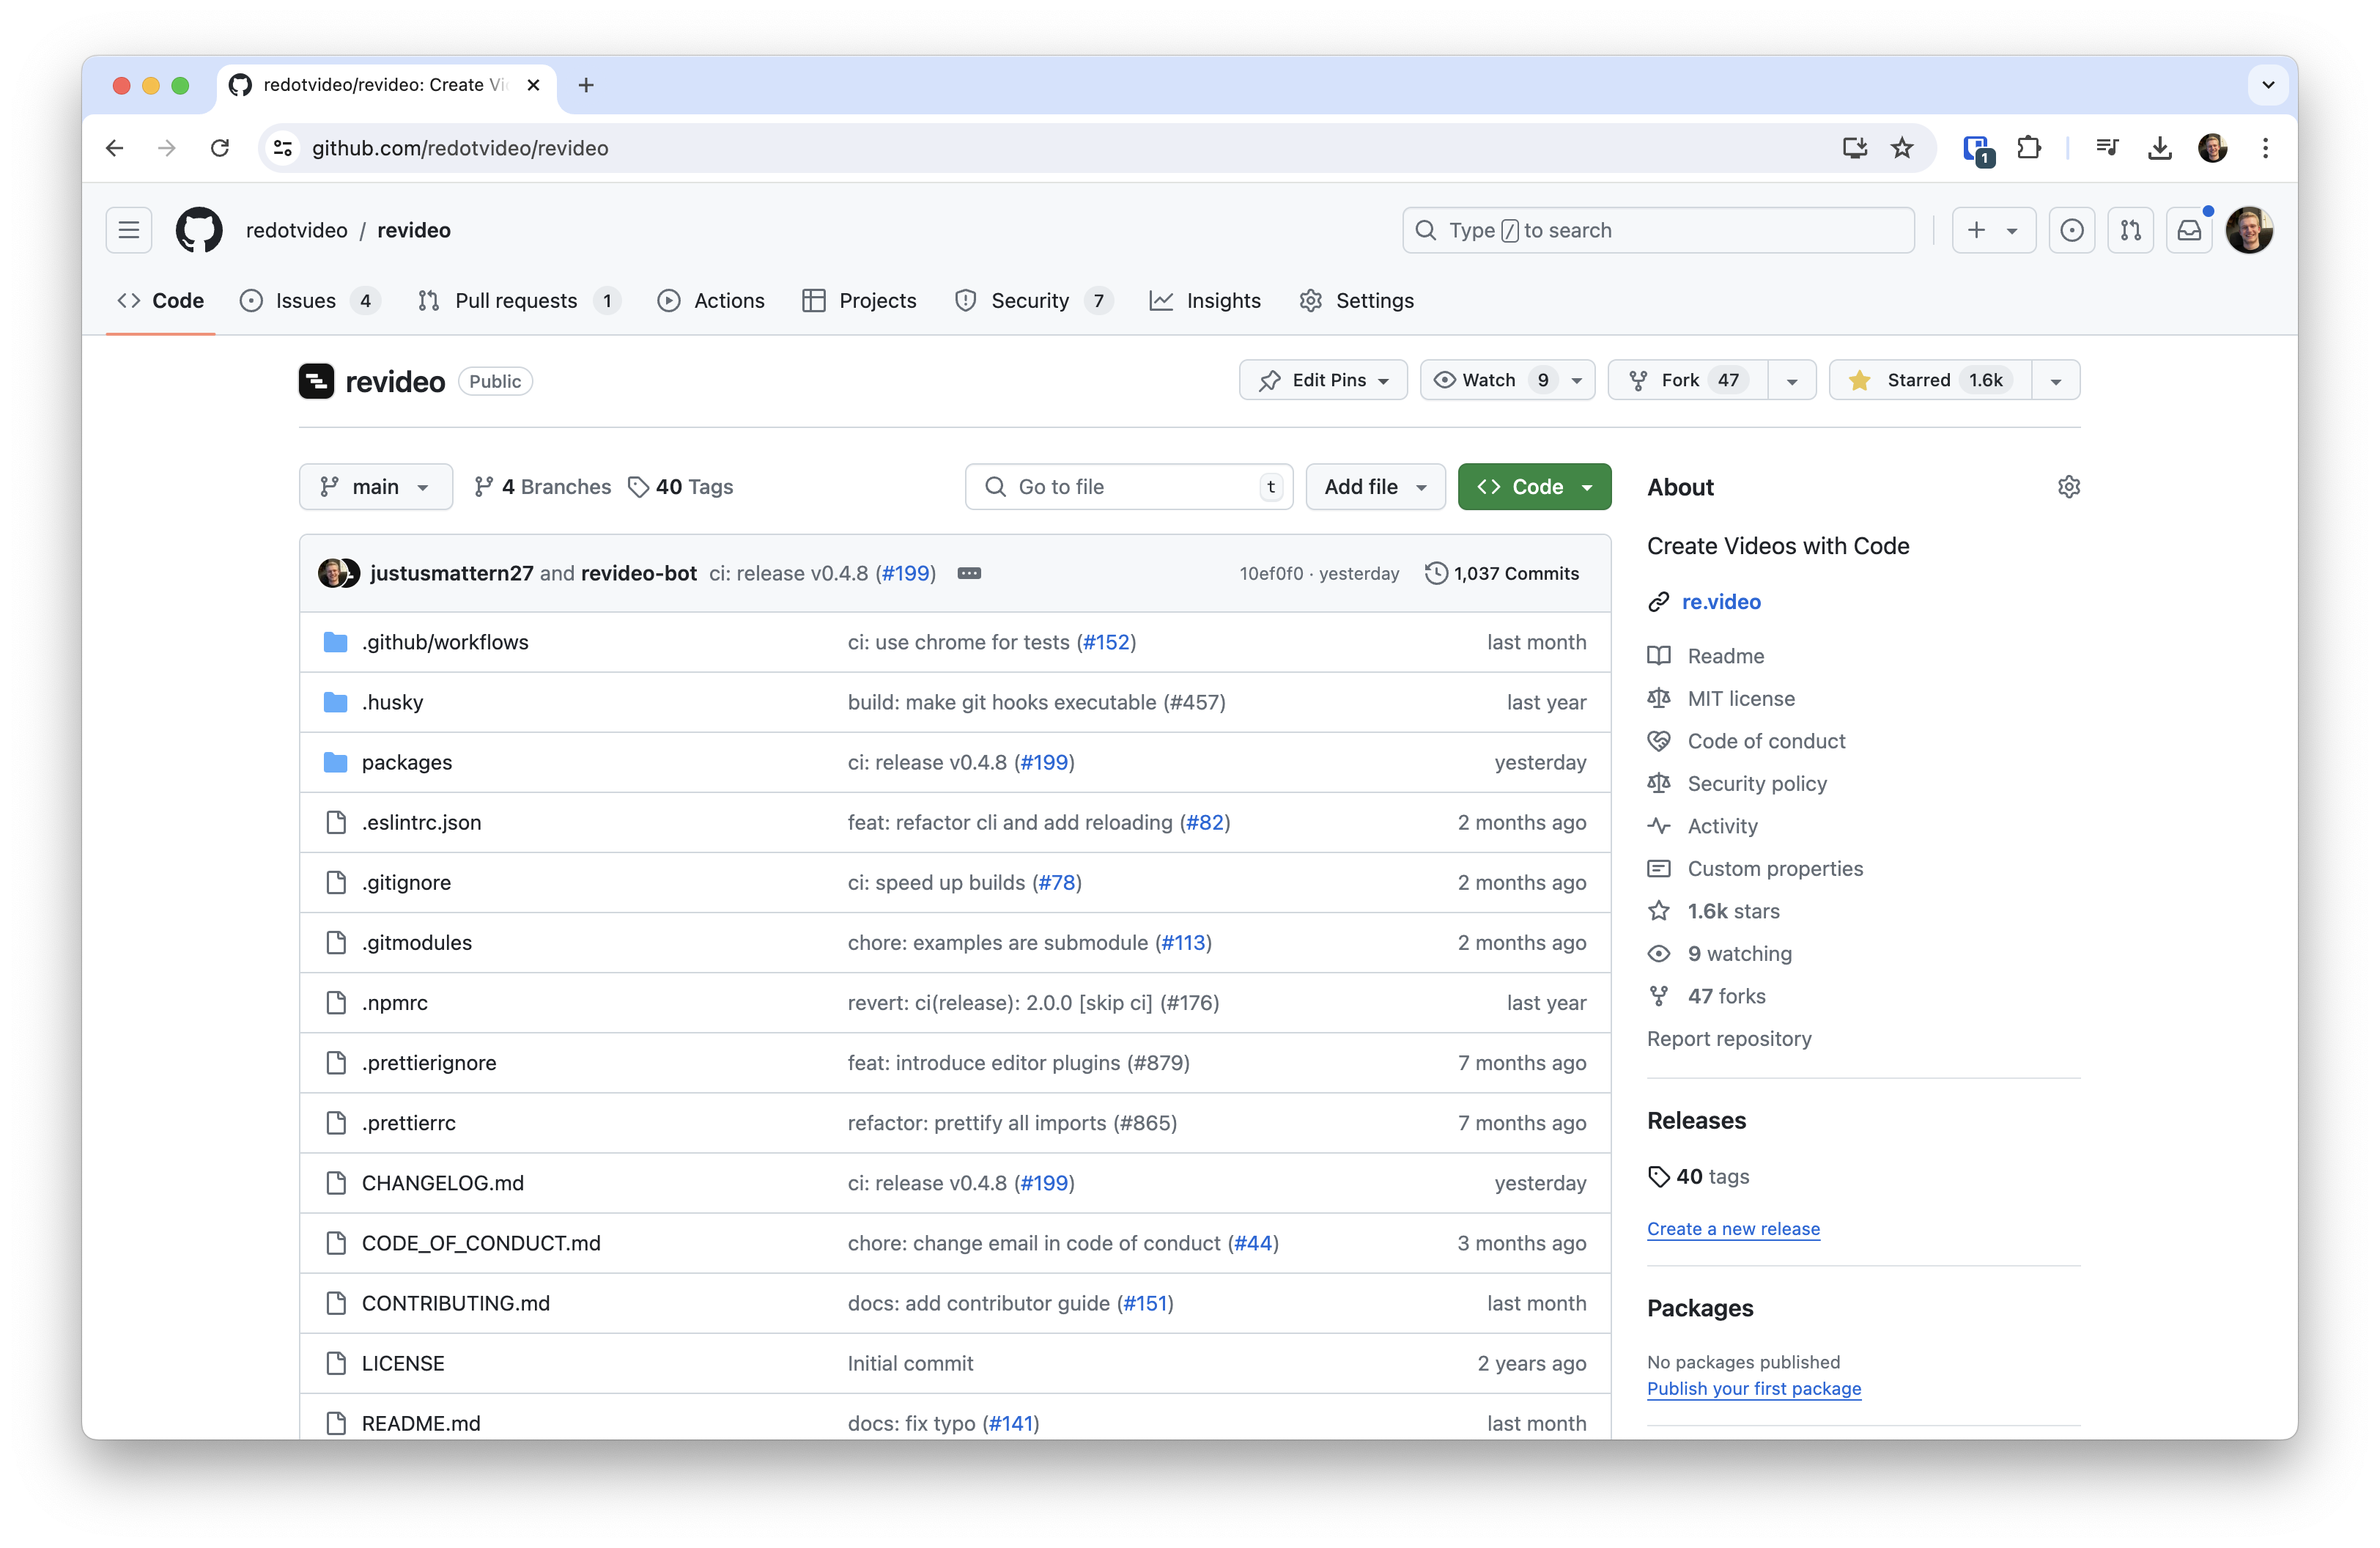 redotvideo/revideo: Create Vi
github.com/redotvideo/revideo
1
redotvideo / revideo
Type / to search
Code
Issues 4
Pull requests 1
Actions
Projects
Security 7
Insights
Settings
revideo Public
Edit Pins
Watch 9
Fork 47
Starred 1.6k
main
4 Branches
40 Tags
Go to file t
Add file
Code
justusmattern27 and revideo-bot ci: release v0.4.8 (#199)
10ef0f0 · yesterday
1,037 Commits
.github/workflows ci: use chrome for tests (#152) last month
.husky build: make git hooks executable (#457) last year
packages ci: release v0.4.8 (#199) yesterday
.eslintrc.json feat: refactor cli and add reloading (#82) 2 months ago
.gitignore ci: speed up builds (#78) 2 months ago
.gitmodules chore: examples are submodule (#113) 2 months ago
.npmrc revert: ci(release): 2.0.0 [skip ci] (#176) last year
.prettierignore feat: introduce editor plugins (#879) 7 months ago
.prettierrc refactor: prettify all imports (#865) 7 months ago
CHANGELOG.md ci: release v0.4.8 (#199) yesterday
CODE_OF_CONDUCT.md chore: change email in code of conduct (#44) 3 months ago
CONTRIBUTING.md docs: add contributor guide (#151) last month
LICENSE Initial commit 2 years ago
README.md docs: fix typo (#141) last month
About
Create Videos with Code
re.video
Readme
MIT license
Code of conduct
Security policy
Activity
Custom properties
1.6k stars
9 watching
47 forks
Report repository
Releases
40 tags
Create a new release
Packages
No packages published
Publish your first package